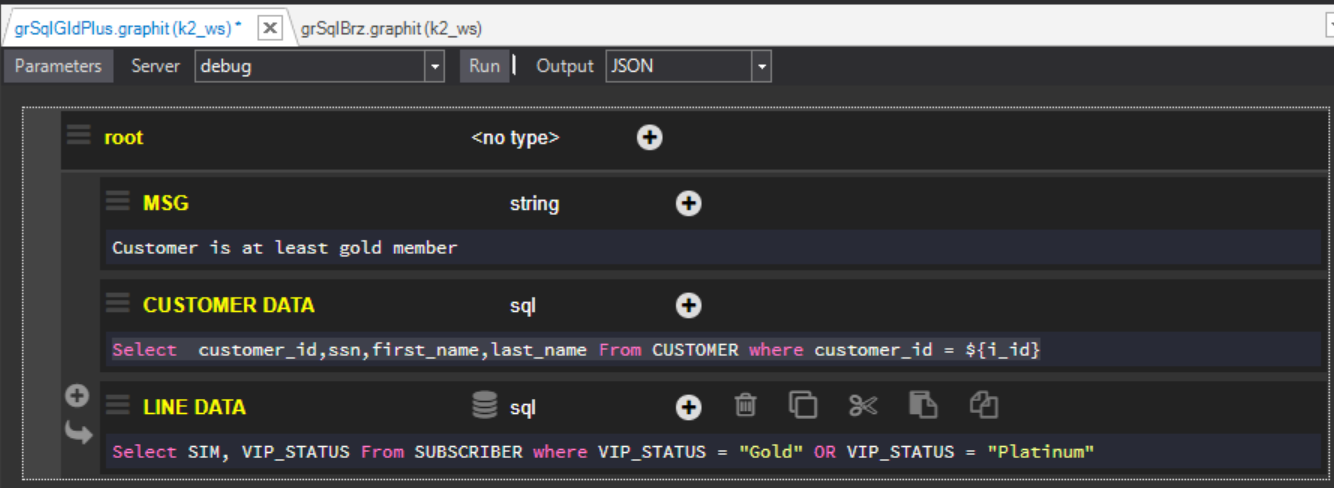 grSqlGldPlus.graphit (k2_ws) * grSqlBrz.graphit (k2_ws)
Parameters Server debug Run Output JSON
root <no type>
MSG string
Customer is at least gold member
CUSTOMER DATA sql
Select  customer_id,ssn,first_name,last_name From CUSTOMER where customer_id = ${i_id}
LINE DATA sql
Select SIM, VIP_STATUS From SUBSCRIBER where VIP_STATUS = "Gold" OR VIP_STATUS = "Platinum"